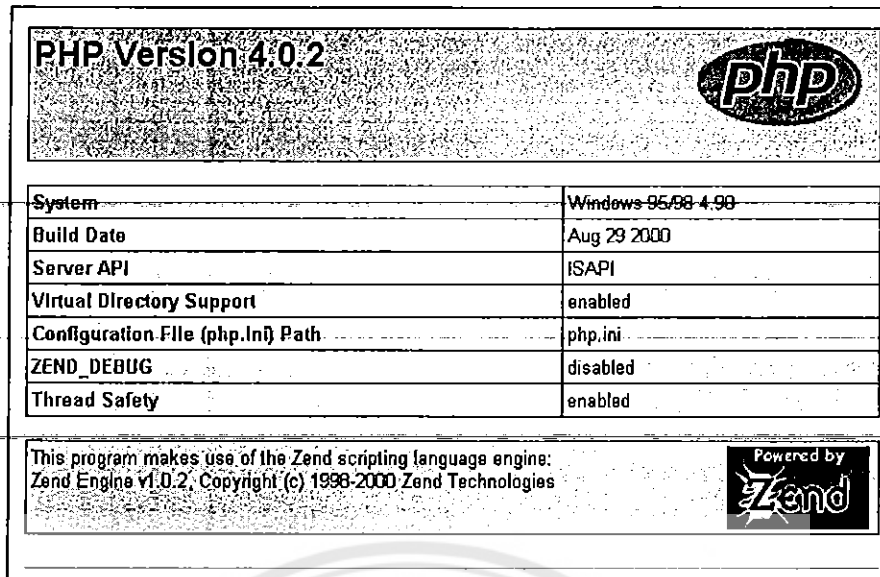 PHP Version 4.0.2
php
System Windows 95/98 4.90
Build Date Aug 29 2000
Server API ISAPI
Virtual Directory Support enabled
Configuration File (php.ini) Path php.ini
ZEND_DEBUG disabled
Thread Safety enabled
This program makes use of the Zend scripting language engine:
Zend Engine v1.0.2, Copyright (c) 1998-2000 Zend Technologies
Powered by
Zend